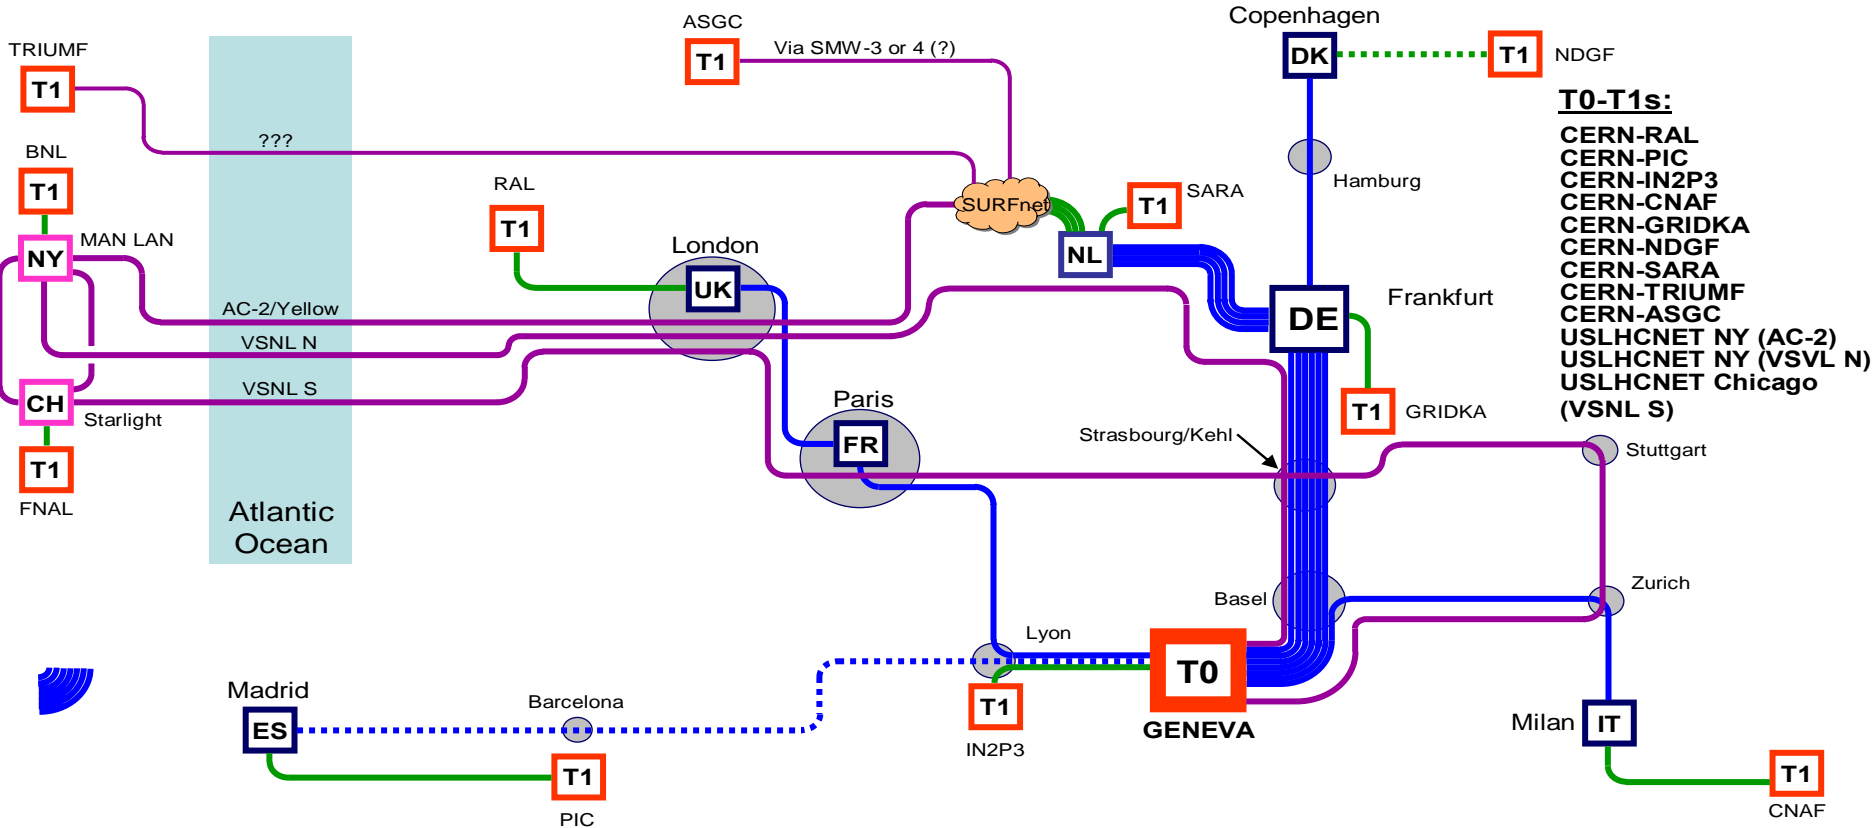 Copenhagen
ASGC
TRIUMF
T1
Via SMW-3 or 4 (?)
T1
DK
T1
NDGF
T0-T1s:
CERN-RAL
CERN-PIC
CERN-IN2P3
CERN-CNAF
CERN-GRIDKA
CERN-NDGF
CERN-SARA
CERN-TRIUMF
CERN-ASGC
USLHCNET NY (AC-2)
USLHCNET NY (VSVL N)
USLHCNET Chicago
(VSNL S)
???
BNL
T1
RAL
T1
Hamburg
SURFnet
T1
SARA
MAN LAN
NY
London
UK
NL
AC-2/Yellow
DE
Frankfurt
VSNL N
VSNL S
CH
Starlight
Paris
FR
T1
GRIDKA
Strasbourg/Kehl
Stuttgart
T1
FNAL
Atlantic
Ocean
Basel
Zurich
Lyon
T0
GENEVA
Madrid
ES
Barcelona
T1
IN2P3
Milan
IT
T1
PIC
T1
CNAF